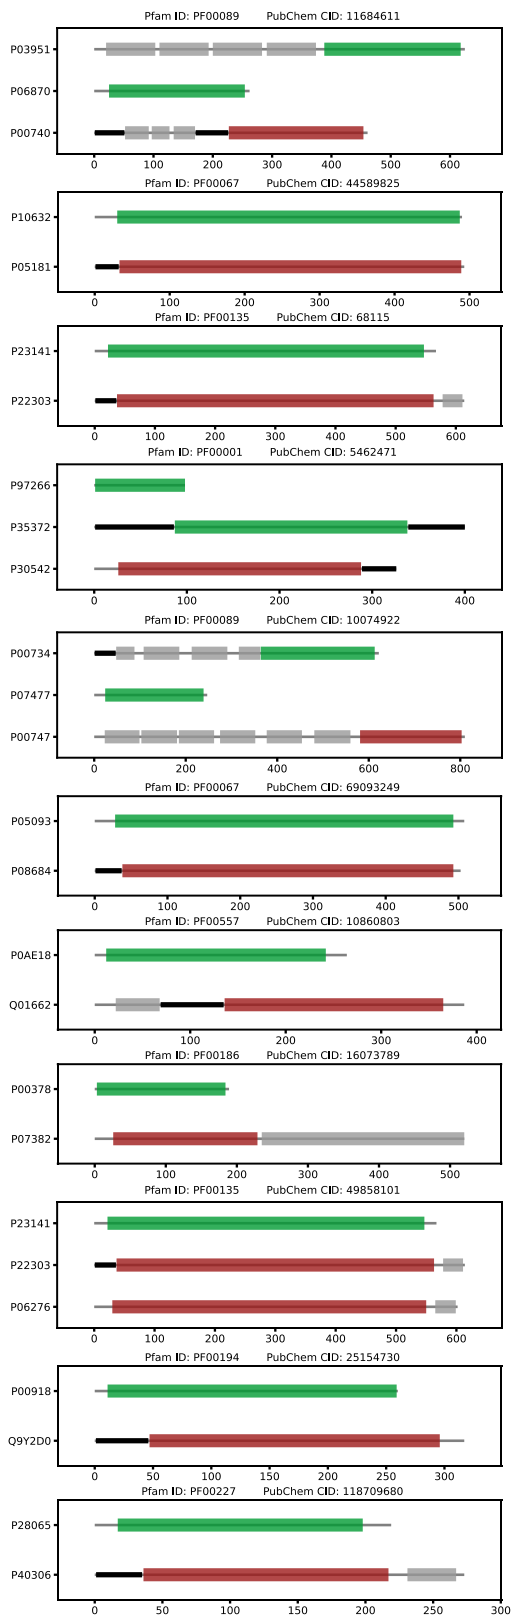 Pfam ID: PF00089 PubChem CID: 11684611
P03951
P06870
P00740
0 100 200 300 400 500 600
Pfam ID: PF00067 PubChem CID: 44589825
P10632
P05181
0 100 200 300 400 500
Pfam ID: PF00135 PubChem CID: 68115
P23141
P22303
0 100 200 300 400 500 600
Pfam ID: PF00001 PubChem CID: 5462471
P97266
P35372
P30542
0 100 200 300 400
Pfam ID: PF00089 PubChem CID: 10074922
P00734
P07477
P00747
0 200 400 600 800
Pfam ID: PF00067 PubChem CID: 69093249
P05093
P08684
0 100 200 300 400 500
Pfam ID: PF00557 PubChem CID: 10860803
P0AE18
Q01662
0 100 200 300 400
Pfam ID: PF00186 PubChem CID: 16073789
P00378
P07382
0 100 200 300 400 500
Pfam ID: PF00135 PubChem CID: 49858101
P23141
P22303
P06276
0 100 200 300 400 500 600
Pfam ID: PF00194 PubChem CID: 25154730
P00918
Q9Y2D0
0 50 100 150 200 250 300
Pfam ID: PF00227 PubChem CID: 118709680
P28065
P40306
0 50 100 150 200 250 300